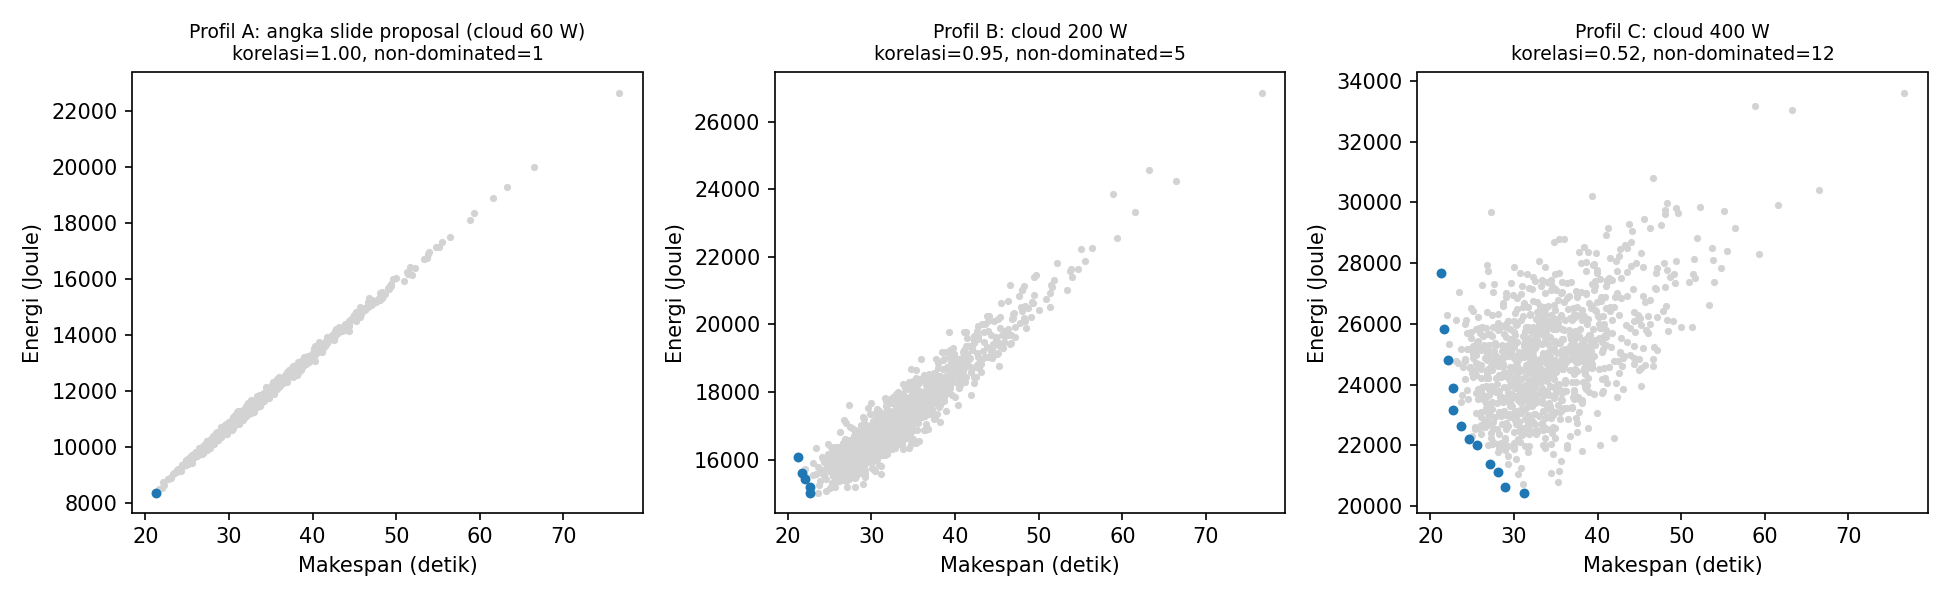 Profil A: angka slide proposal (cloud 60 W)
korelasi=1.00, non-dominated=1
22000
20000
18000
16000
14000
12000
10000
8000
Energi (Joule)
20 30 40 50 60 70
Makespan (detik)
Profil B: cloud 200 W
korelasi=0.95, non-dominated=5
26000
24000
22000
20000
18000
16000
Energi (Joule)
20 30 40 50 60 70
Makespan (detik)
Profil C: cloud 400 W
korelasi=0.52, non-dominated=12
34000
32000
30000
28000
26000
24000
22000
20000
Energi (Joule)
20 30 40 50 60 70
Makespan (detik)